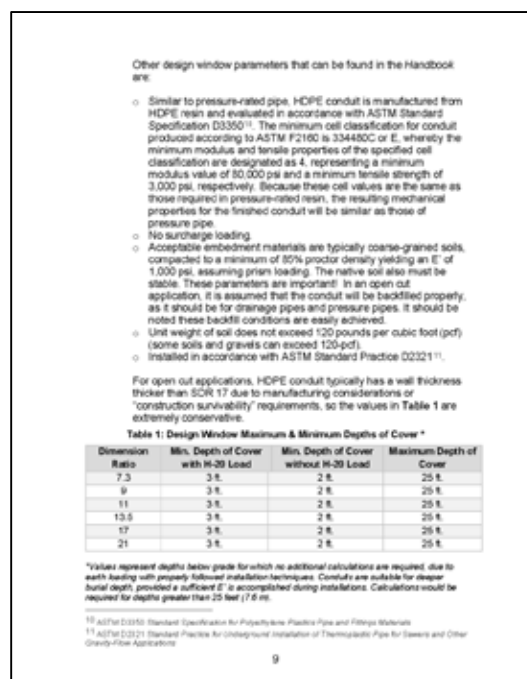 Other design window parameters that can be found in the Handbook
are:
o Similar to pressure-rated pipe, HDPE conduit is manufactured from
HDPE resin and evaluated in accordance with ASTM Standard
Specification D3350¹⁰. The minimum cell classification for conduit
produced according to ASTM F2160 is 334480C or E, whereby the
minimum modulus and tensile properties of the specified cell
classification are designated as 4, representing a minimum
modulus value of 80,000 psi and a minimum tensile strength of
3,000 psi, respectively. Because these cell values are the same as
those required in pressure-rated resin, the resulting mechanical
properties for the finished conduit will be similar as those of
pressure pipe.
o No surcharge loading.
o Acceptable embedment materials are typically coarse-grained soils,
compacted to a minimum of 85% proctor density yielding an E' of
1,000 psi, assuming prism loading. The native soil also must be
stable. These parameters are important! In an open cut
application, it is assumed that the conduit will be backfilled properly,
as it should be for drainage pipes and pressure pipes. It should be
noted these backfill conditions are easily achieved.
o Unit weight of soil does not exceed 120 pounds per cubic foot (pcf)
(some soils and gravels can exceed 120-pcf).
o Installed in accordance with ASTM Standard Practice D2321¹¹.
For open cut applications, HDPE conduit typically has a wall thickness
thicker than SDR 17 due to manufacturing considerations or
"construction survivability" requirements, so the values in Table 1 are
extremely conservative.
Table 1: Design Window Maximum & Minimum Depths of Cover *
Dimension Ratio Min. Depth of Cover with H-20 Load Min. Depth of Cover without H-20 Load Maximum Depth of Cover
7.3 3 ft. 2 ft. 25 ft.
9 3 ft. 2 ft. 25 ft.
11 3 ft. 2 ft. 25 ft.
13.5 3 ft. 2 ft. 25 ft.
17 3 ft. 2 ft. 25 ft.
21 3 ft. 2 ft. 25 ft.
*Values represent depths below grade for which no additional calculations are required, due to
earth loading with properly followed installation techniques. Conduits are suitable for deeper
burial depth, provided a sufficient E' is accomplished during installations. Calculations would be
required for depths greater than 25 feet (7.6 m).
10 ASTM D3350 Standard Specification for Polyethylene Plastics Pipe and Fittings Materials
11 ASTM D2321 Standard Practice for Underground Installation of Thermoplastic Pipe for Sewers and Other
Gravity-Flow Applications
9